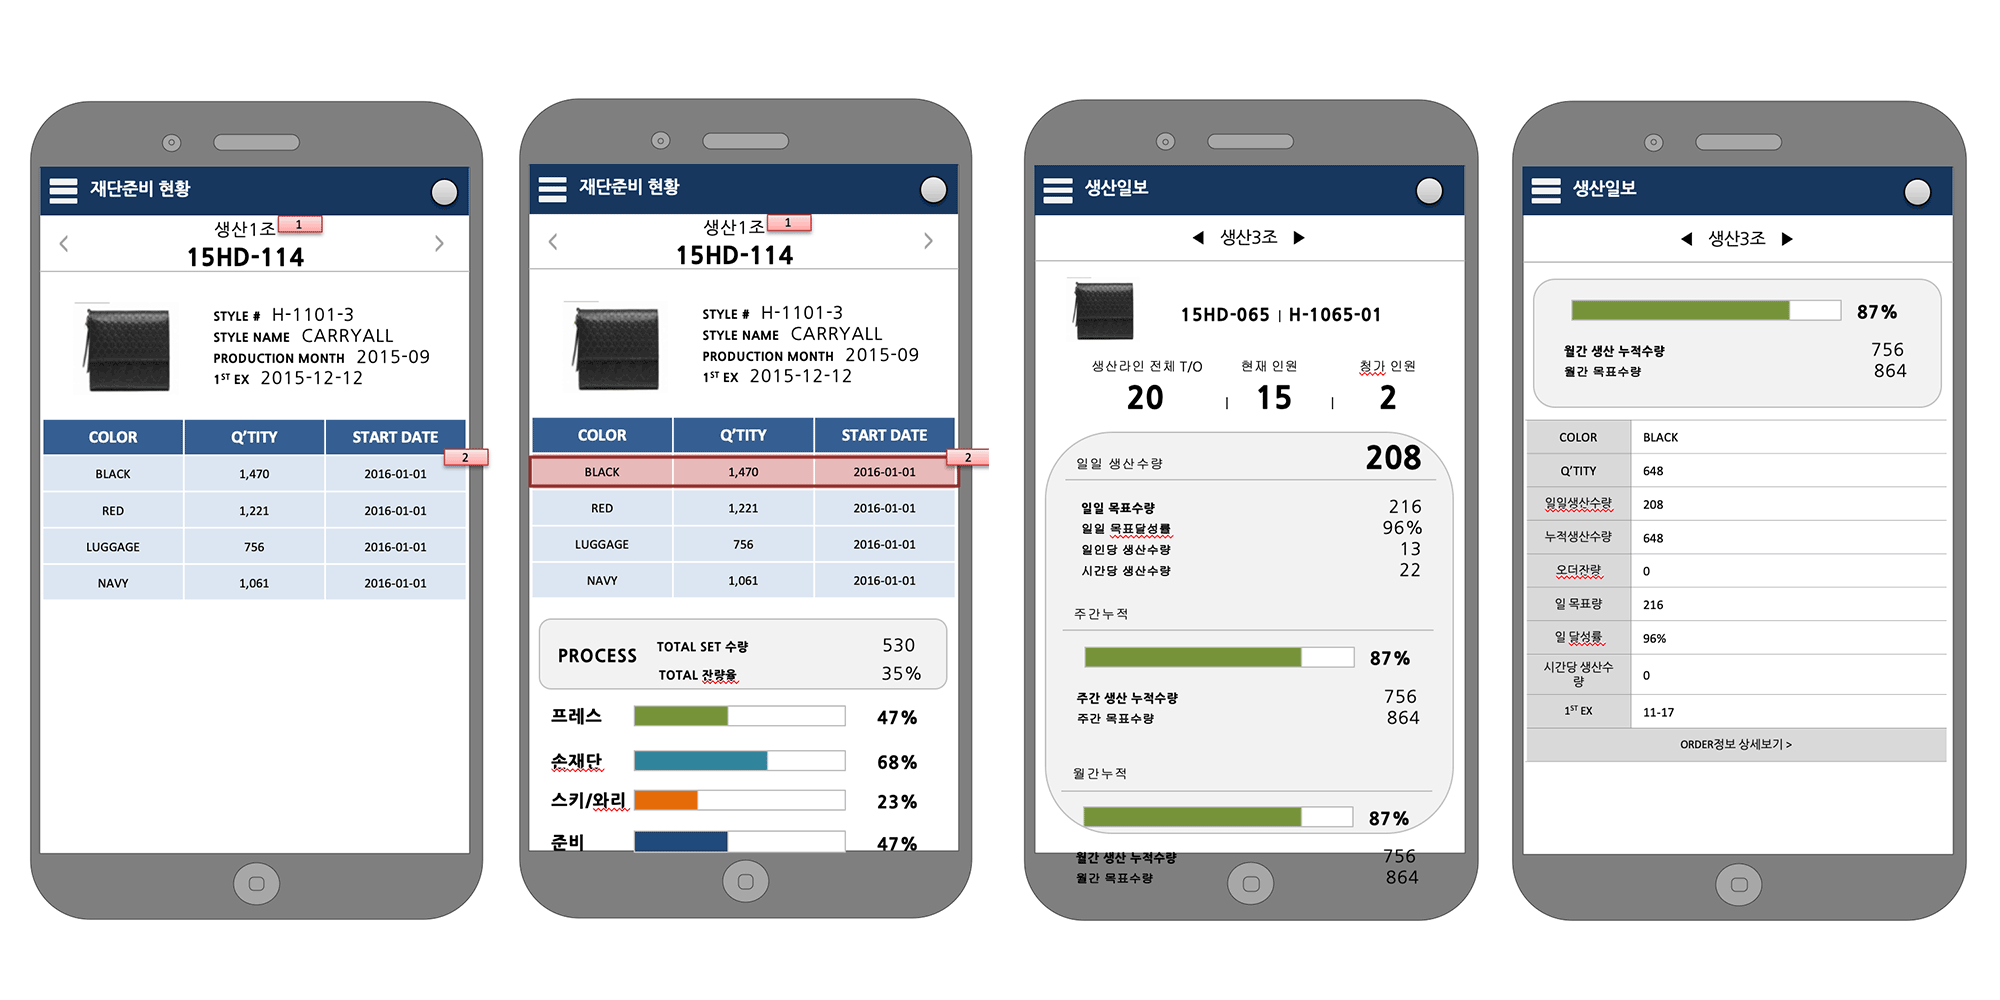 재단준비 현황
생산1조 1
15HD-114
STYLE # H-1101-3
STYLE NAME CARRYALL
PRODUCTION MONTH 2015-09
1ST EX 2015-12-12
COLOR Q'TITY START DATE
2
BLACK 1,470 2016-01-01
RED 1,221 2016-01-01
LUGGAGE 756 2016-01-01
NAVY 1,061 2016-01-01
재단준비 현황
생산1조 1
15HD-114
STYLE # H-1101-3
STYLE NAME CARRYALL
PRODUCTION MONTH 2015-09
1ST EX 2015-12-12
COLOR Q'TITY START DATE
2
BLACK 1,470 2016-01-01
RED 1,221 2016-01-01
LUGGAGE 756 2016-01-01
NAVY 1,061 2016-01-01
PROCESS
TOTAL SET 수량 530
TOTAL 잔량율 35%
프레스 47%
손재단 68%
스키/와리 23%
준비 47%
생산일보
◀ 생산3조 ▶
15HD-065 | H-1065-01
생산라인 전체 T/O 현재 인원 청가 인원
20 | 15 | 2
일일 생산수량 208
일일 목표수량 216
일일 목표달성률 96%
일인당 생산수량 13
시간당 생산수량 22
주간누적
87%
주간 생산 누적수량 756
주간 목표수량 864
월간누적
87%
월간 생산 누적수량 756
월간 목표수량 864
생산일보
◀ 생산3조 ▶
87%
월간 생산 누적수량 756
월간 목표수량 864
COLOR BLACK
Q'TITY 648
일일생산수량 208
누적생산수량 648
오더잔량 0
일 목표량 216
일 달성률 96%
시간당 생산수
량 0
1ST EX 11-17
ORDER정보 상세보기 >